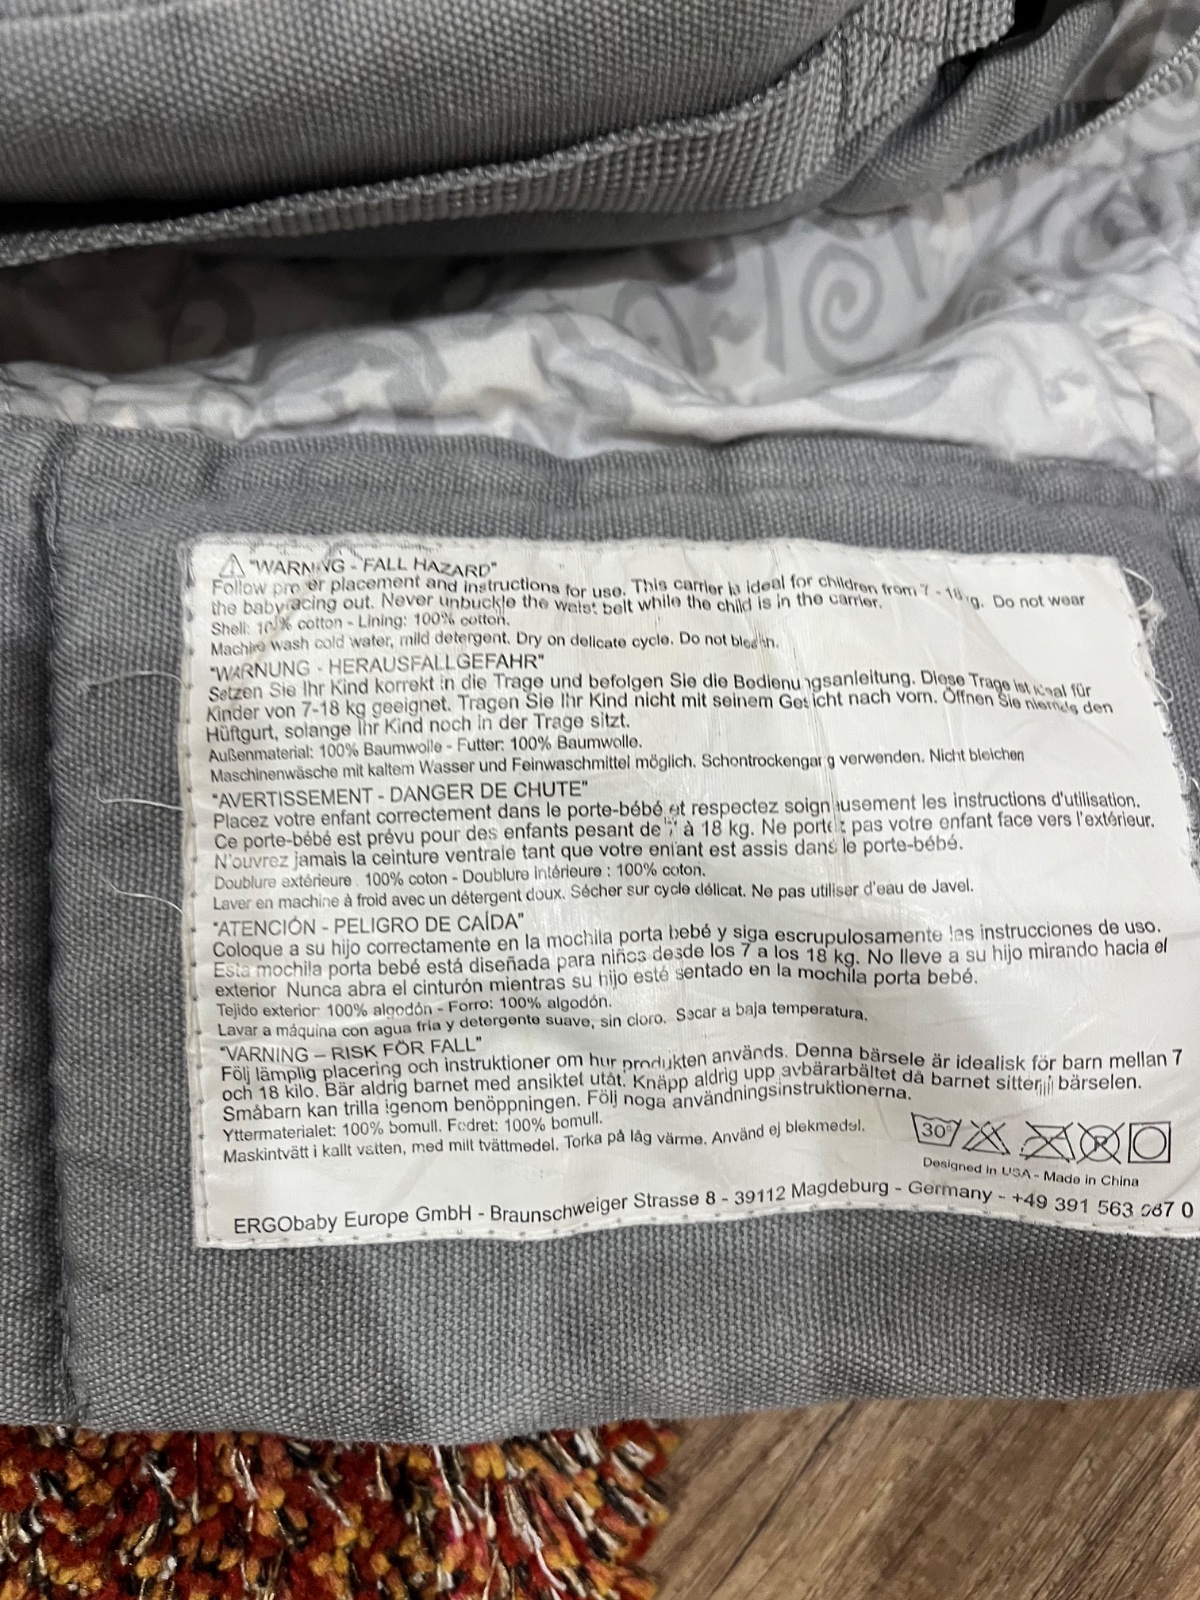 "WARNING - FALL HAZARD"
Follow proper placement and instructions for use. This carrier is ideal for children from 7 - 18 kg. Do not wear
the baby facing out. Never unbuckle the waist belt while the child is in the carrier.
Shell: 100% cotton - Lining: 100% cotton.
Machine wash cold water, mild detergent. Dry on delicate cycle. Do not bleach.
"WARNUNG - HERAUSFALLGEFAHR"
Setzen Sie Ihr Kind korrekt in die Trage und befolgen Sie die Bedienungsanleitung. Diese Trage ist ideal für
Kinder von 7-18 kg geeignet. Tragen Sie Ihr Kind nicht mit seinem Gesicht nach vorn. Öffnen Sie niemals den
Hüftgurt, solange Ihr Kind noch in der Trage sitzt.
Außenmaterial: 100% Baumwolle - Futter: 100% Baumwolle.
Maschinenwäsche mit kaltem Wasser und Feinwaschmittel möglich. Schontrockengang verwenden. Nicht bleichen
"AVERTISSEMENT - DANGER DE CHUTE"
Placez votre enfant correctement dans le porte-bébé et respectez soigneusement les instructions d'utilisation.
Ce porte-bébé est prévu pour des enfants pesant de 7 à 18 kg. Ne portez pas votre enfant face vers l'extérieur.
N'ouvrez jamais la ceinture ventrale tant que votre enfant est assis dans le porte-bébé.
Doublure extérieure : 100% coton - Doublure Intérieure : 100% coton.
Laver en machine à froid avec un détergent doux. Sécher sur cycle délicat. Ne pas utiliser d'eau de Javel.
"ATENCIÓN - PELIGRO DE CAÍDA"
Coloque a su hijo correctamente en la mochila porta bebé y siga escrupulosamente las instrucciones de uso.
Esta mochila porta bebé está diseñada para niños desde los 7 a los 18 kg. No lleve a su hijo mirando hacia el
exterior Nunca abra el cinturón mientras su hijo esté sentado en la mochila porta bebé.
Tejido exterior: 100% algodón - Forro: 100% algodón.
Lavar a máquina con agua fria y detergente suave, sin cloro. Sacar a baja temperatura.
"VARNING – RISK FÖR FALL"
Följ lämplig placering och instruktioner om hur produkten används. Denna bärsele är idealisk för barn mellan 7
och 18 kilo. Bär aldrig barnet med ansiktet utåt. Knäpp aldrig upp avbärarbältet då barnet sitter i bärselen.
Småbarn kan trilla igenom benöppningen. Följ noga användningsinstruktionerna.
Yttermaterialet: 100% bomull. Fodret: 100% bomull.
Maskintvätt i kallt vatten, med milt tvättmedel. Torka på låg värme. Använd ej blekmedel.
30°
Designed in USA - Made in China
ERGObaby Europe GmbH - Braunschweiger Strasse 8 - 39112 Magdeburg - Germany - +49 391 563 0